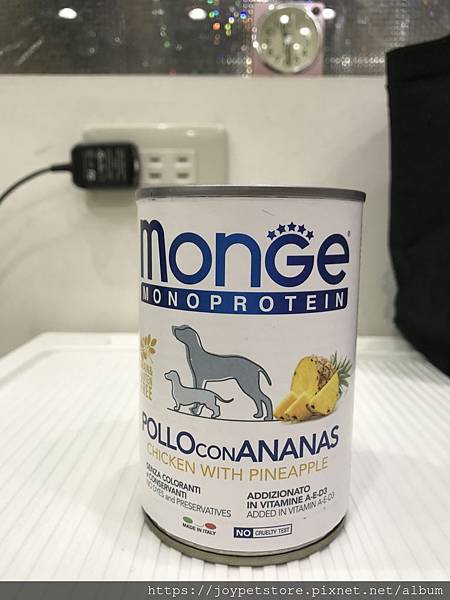 monGe
MONOPROTEIN
FREE
POLLO CON ANANAS
CHICKEN WITH PINEAPPLE
SENZA COLORANTI
e CONSERVANTI
NO DYES and PRESERVATIVES
ADDIZIONATO
IN VITAMINE A-E-D3
ADDED IN VITAMIN A-E-D3
MADE IN ITALY
NO CRUELTY TEST
https://joypetstore.pixnet.net/album